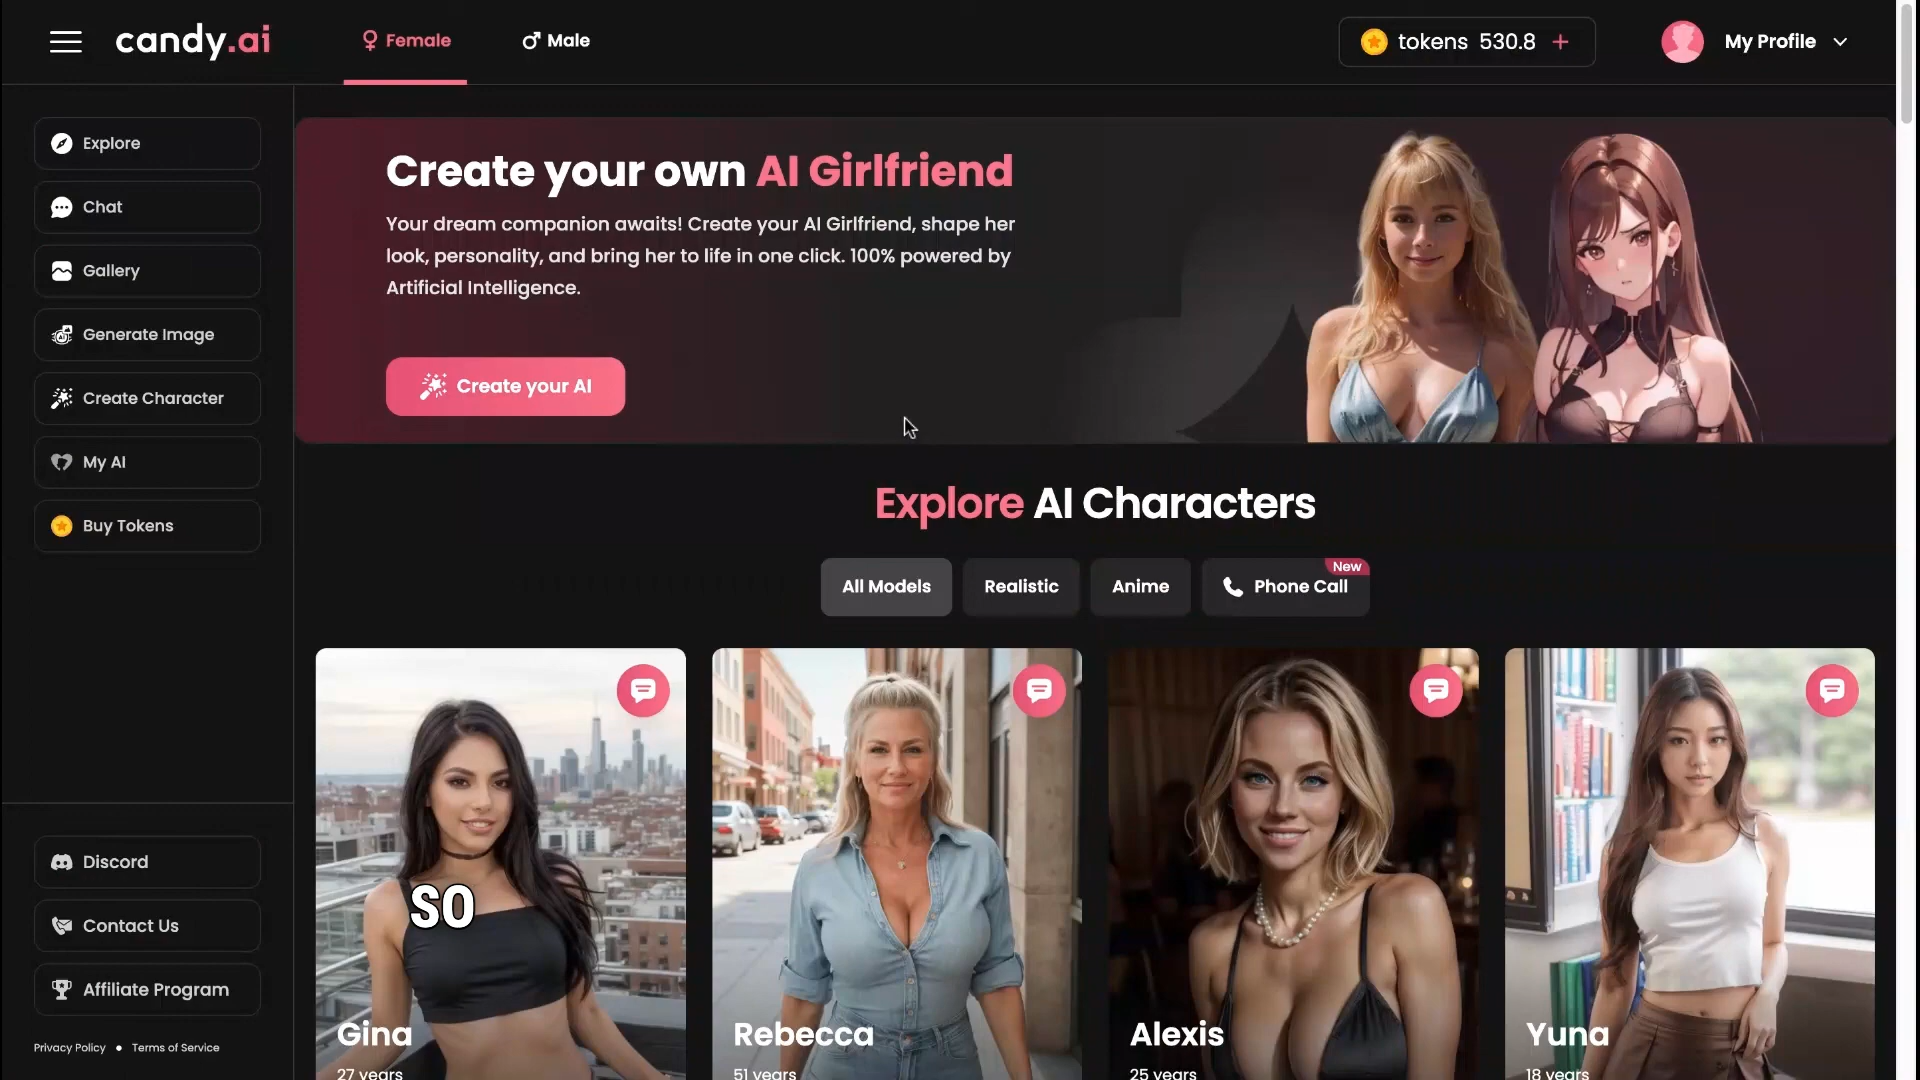 candy.ai
Female
Male
tokens 530.8 +
My Profile
Explore
Chat
Gallery
Generate Image
Create Character
My AI
Buy Tokens
Discord
Contact Us
Affiliate Program
Privacy Policy • Terms of Service
Create your own AI Girlfriend
Your dream companion awaits! Create your AI Girlfriend, shape her
look, personality, and bring her to life in one click. 100% powered by
Artificial Intelligence.
Create your AI
Explore AI Characters
All Models
Realistic
Anime
Phone Call
New
SO
Gina
27 years
Rebecca
51 years
Alexis
25 years
Yuna
18 years